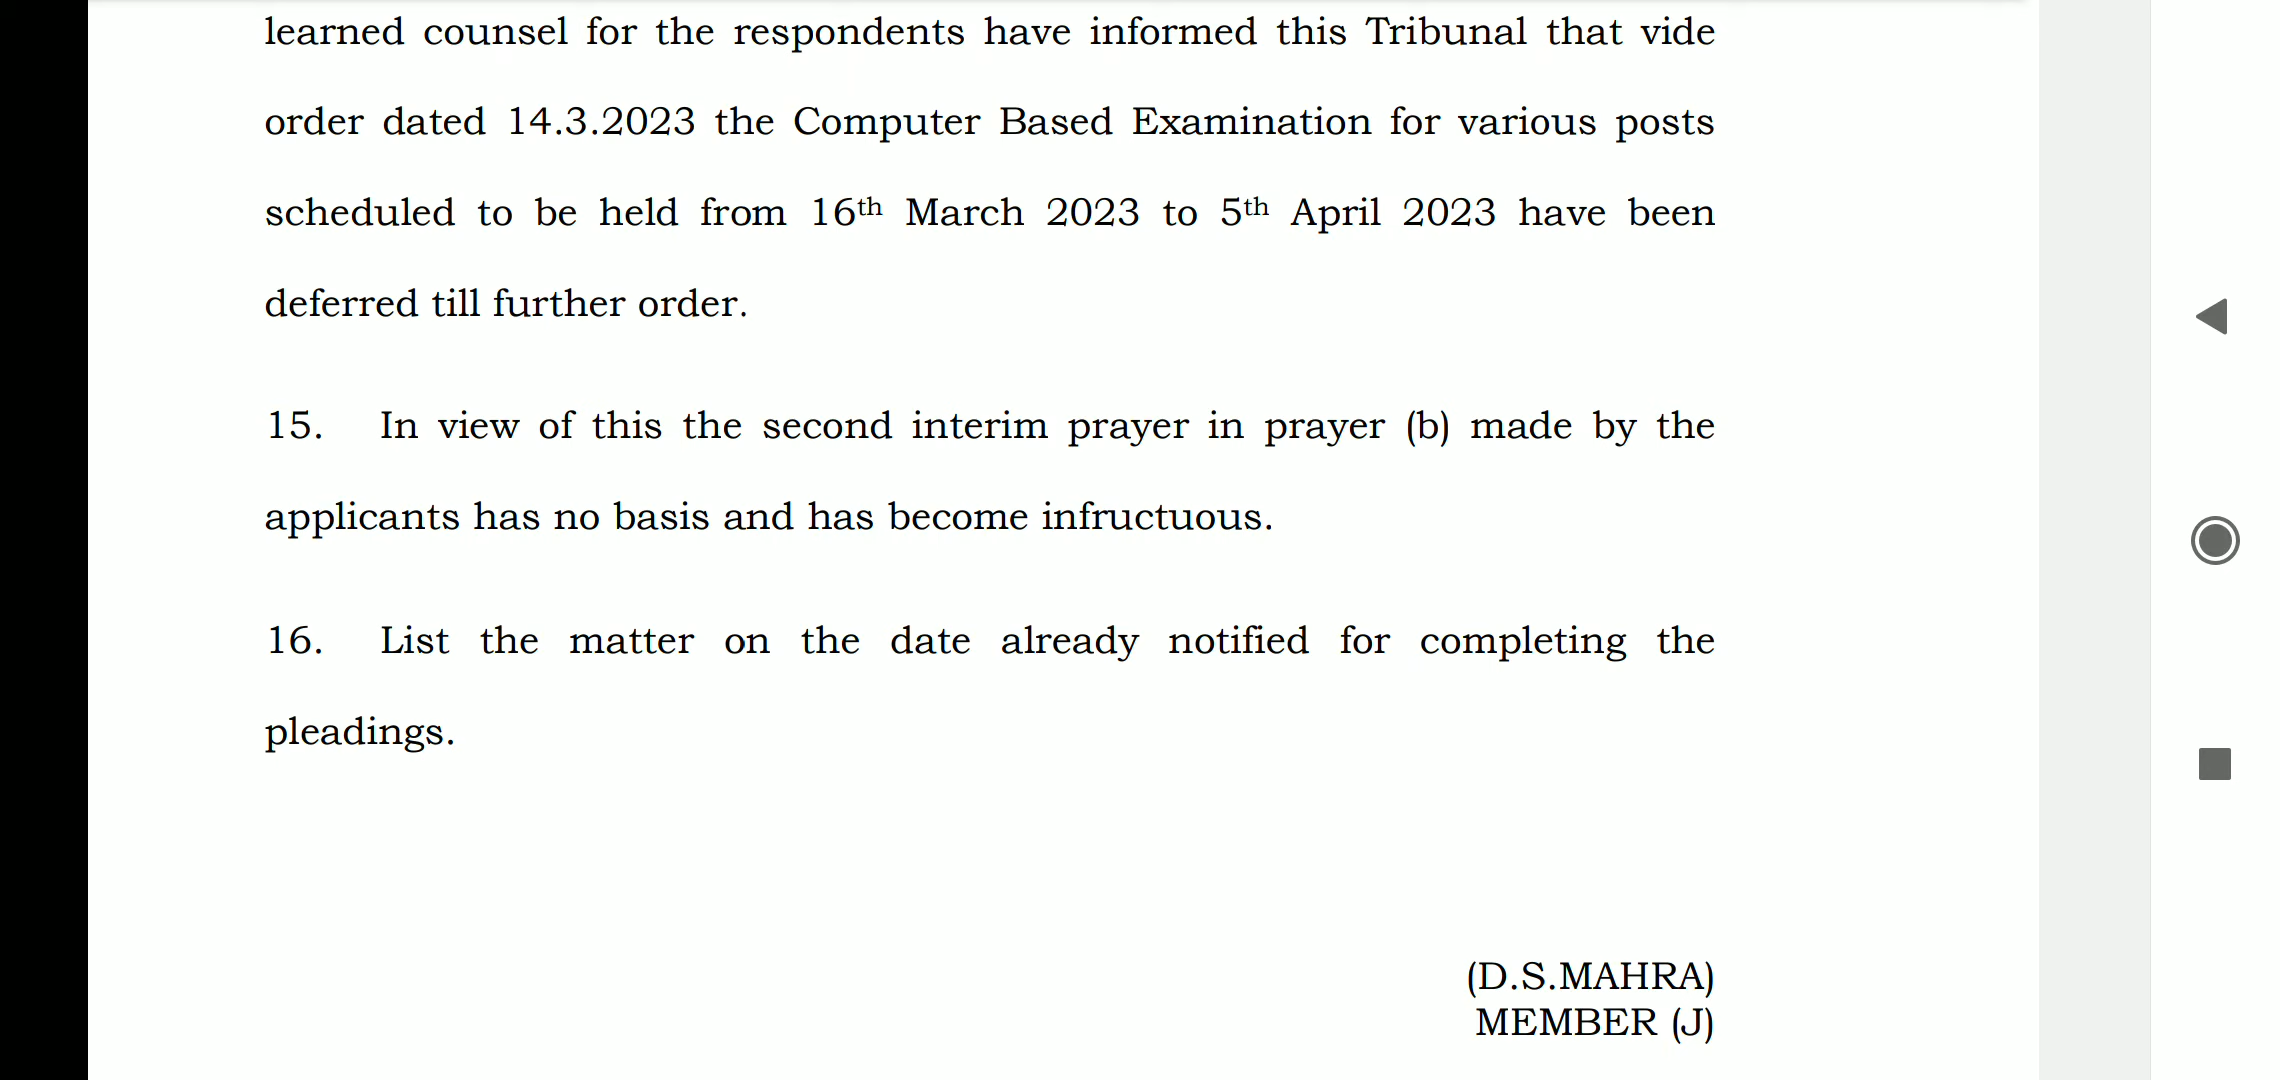 learned counsel for the respondents have informed this Tribunal that vide
order dated 14.3.2023 the Computer Based Examination for various posts
scheduled to be held from 16th March 2023 to 5th April 2023 have been
deferred till further order.
15. In view of this the second interim prayer in prayer (b) made by the
applicants has no basis and has become infructuous.
16. List the matter on the date already notified for completing the
pleadings.
(D.S.MAHRA)
MEMBER (J)